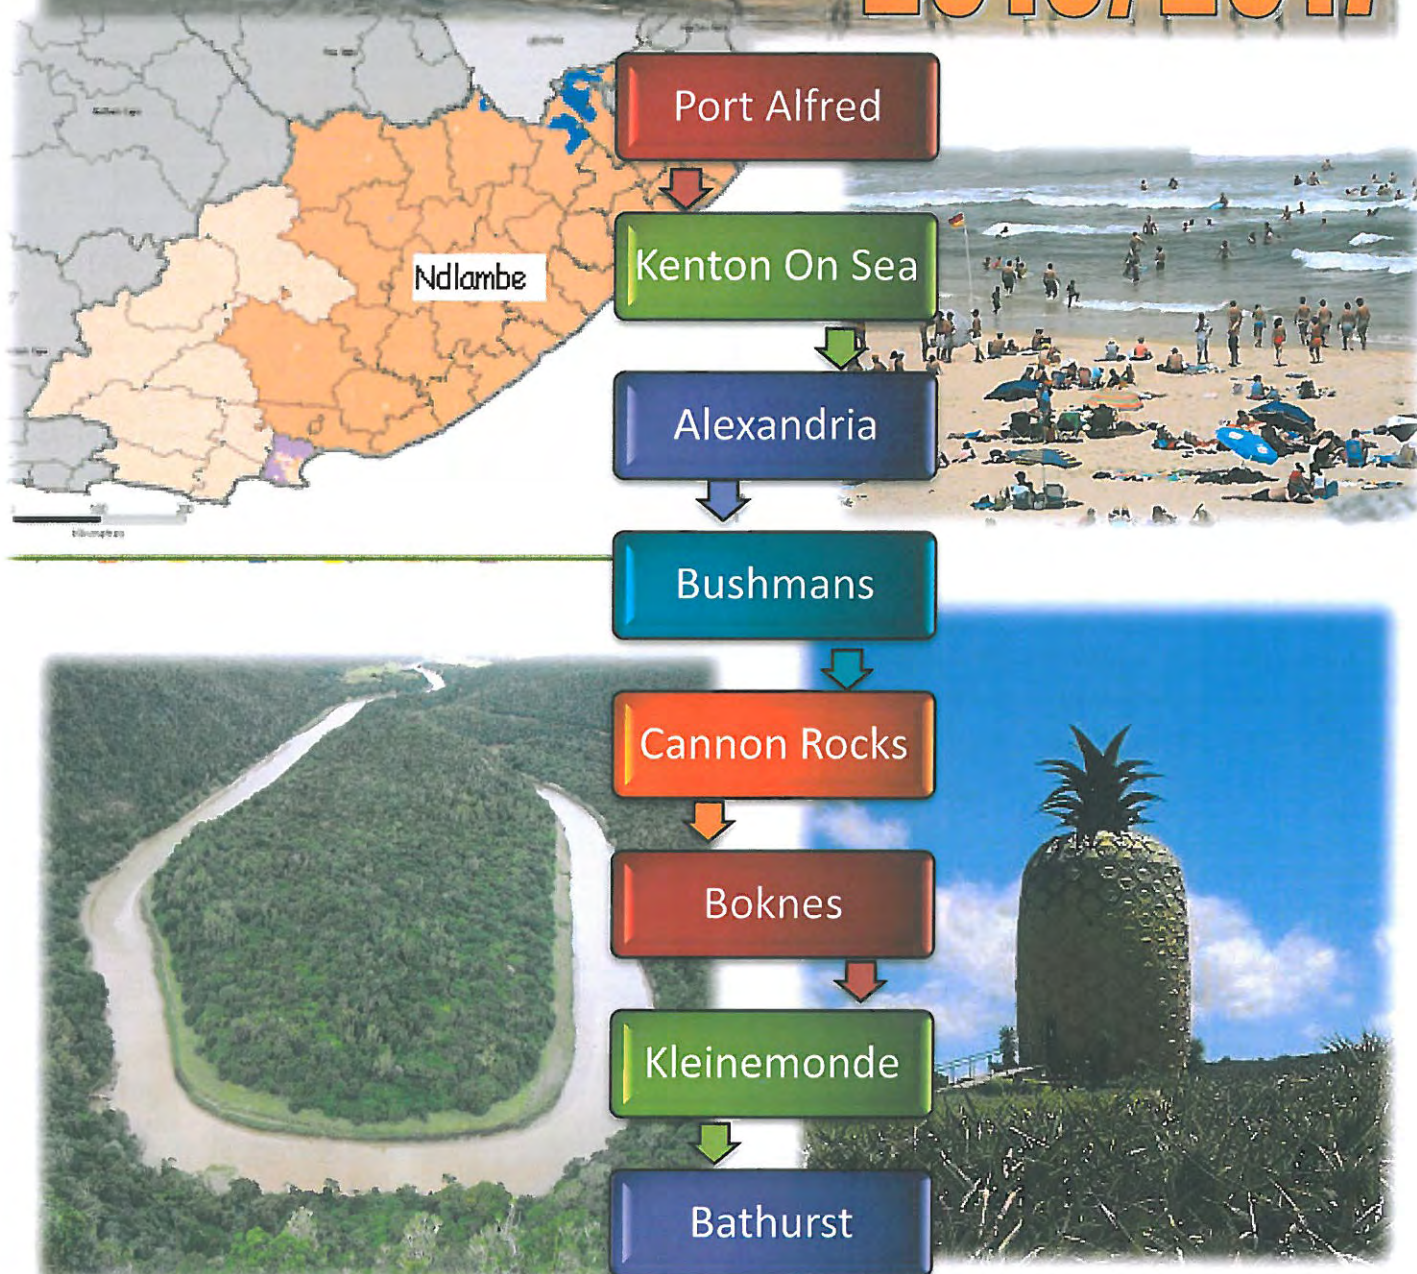 Port Alfred
Kenton On Sea
Ndlambe
Alexandria
Bushmans
Cannon Rocks
Boknes
Kleinemonde
Bathurst